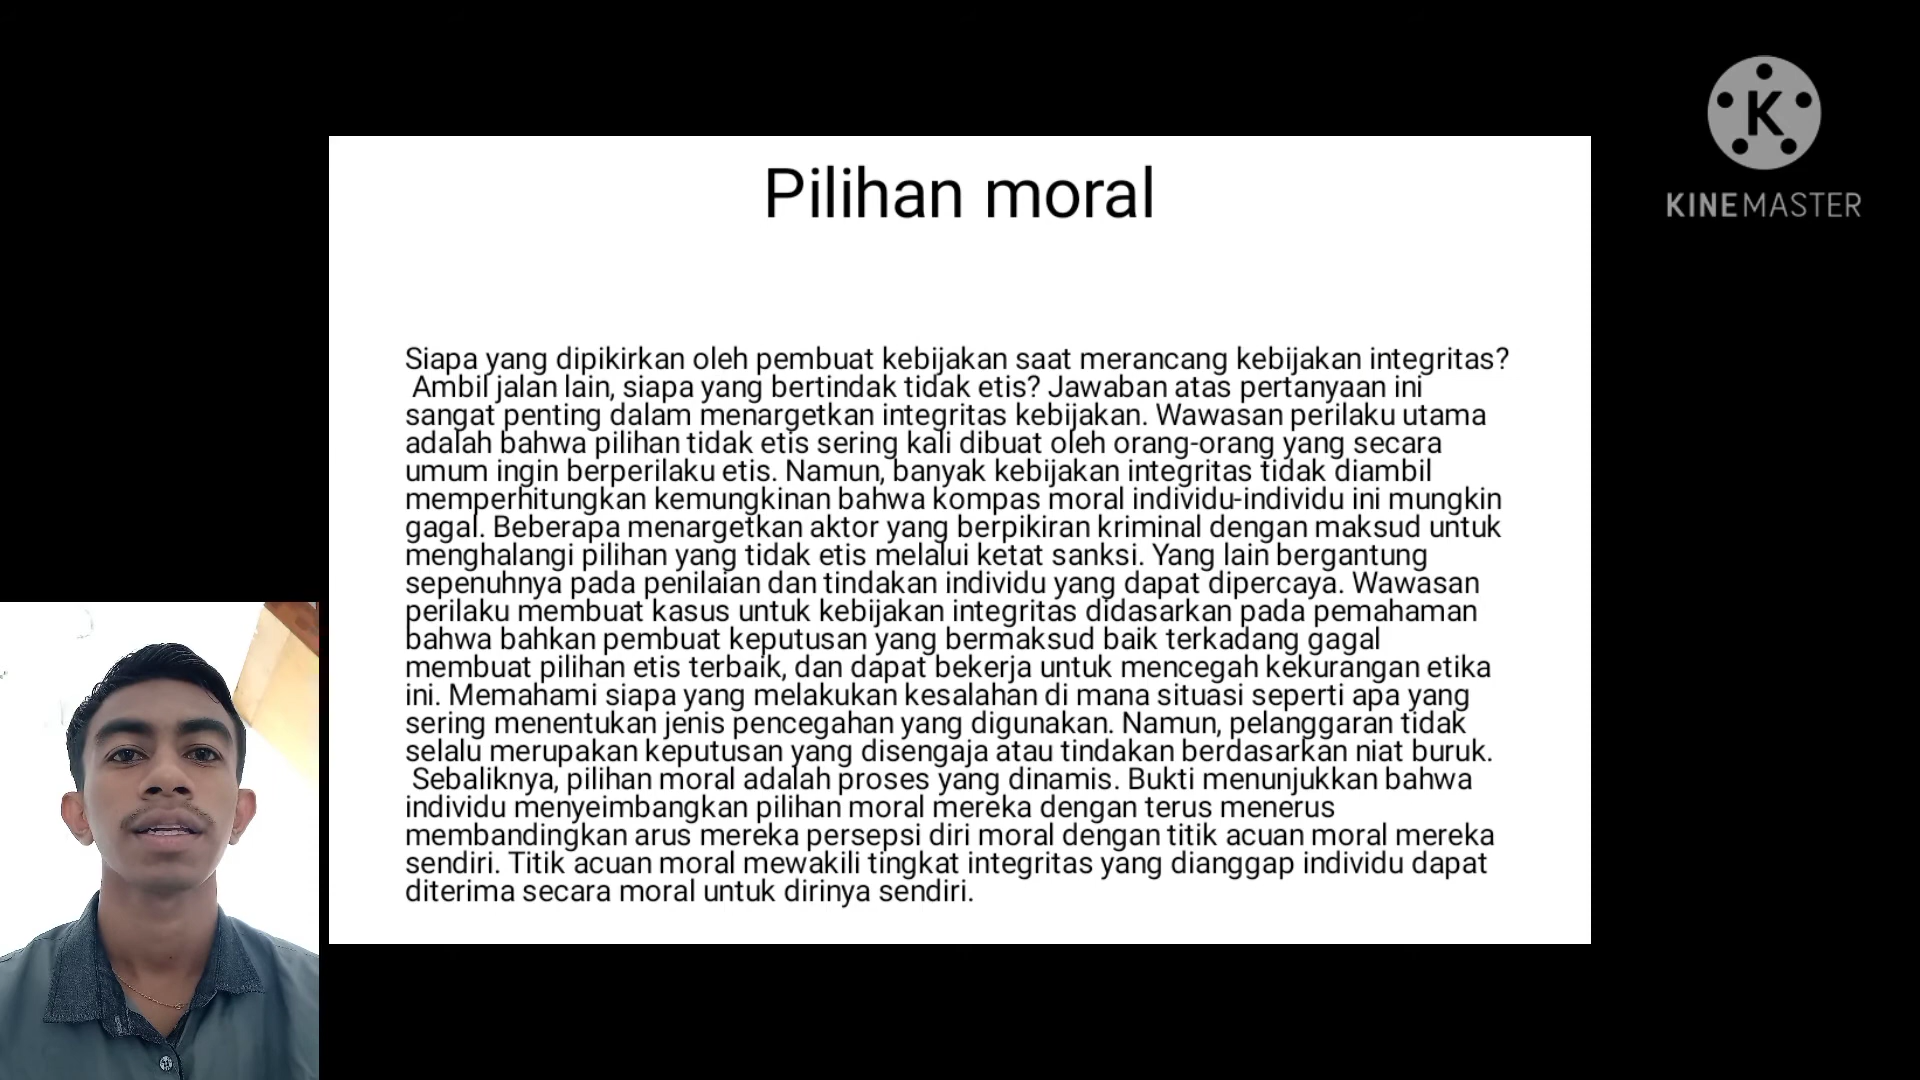 Pilihan moral
Siapa yang dipikirkan oleh pembuat kebijakan saat merancang kebijakan integritas?
Ambil jalan lain, siapa yang bertindak tidak etis? Jawaban atas pertanyaan ini
sangat penting dalam menargetkan integritas kebijakan. Wawasan perilaku utama
adalah bahwa pilihan tidak etis sering kali dibuat oleh orang-orang yang secara
umum ingin berperilaku etis. Namun, banyak kebijakan integritas tidak diambil
memperhitungkan kemungkinan bahwa kompas moral individu-individu ini mungkin
gagal. Beberapa menargetkan aktor yang berpikiran kriminal dengan maksud untuk
menghalangi pilihan yang tidak etis melalui ketat sanksi. Yang lain bergantung
sepenuhnya pada penilaian dan tindakan individu yang dapat dipercaya. Wawasan
perilaku membuat kasus untuk kebijakan integritas didasarkan pada pemahaman
bahwa bahkan pembuat keputusan yang bermaksud baik terkadang gagal
membuat pilihan etis terbaik, dan dapat bekerja untuk mencegah kekurangan etika
ini. Memahami siapa yang melakukan kesalahan di mana situasi seperti apa yang
sering menentukan jenis pencegahan yang digunakan. Namun, pelanggaran tidak
selalu merupakan keputusan yang disengaja atau tindakan berdasarkan niat buruk.
Sebaliknya, pilihan moral adalah proses yang dinamis. Bukti menunjukkan bahwa
individu menyeimbangkan pilihan moral mereka dengan terus menerus
membandingkan arus mereka persepsi diri moral dengan titik acuan moral mereka
sendiri. Titik acuan moral mewakili tingkat integritas yang dianggap individu dapat
diterima secara moral untuk dirinya sendiri.
K
KINEMASTER